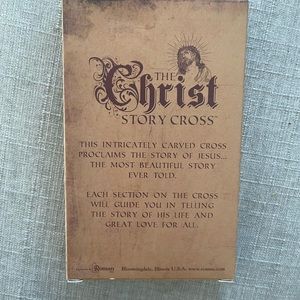 THE
Christ
STORY CROSS™
THIS INTRICATELY CARVED CROSS
PROCLAIMS THE STORY OF JESUS...
THE MOST BEAUTIFUL STORY
EVER TOLD.
EACH SECTION ON THE CROSS
WILL GUIDE YOU IN TELLING
THE STORY OF HIS LIFE AND
GREAT LOVE FOR ALL.
Roman Bloomingdale, Illinois U.S.A. www.roman.com